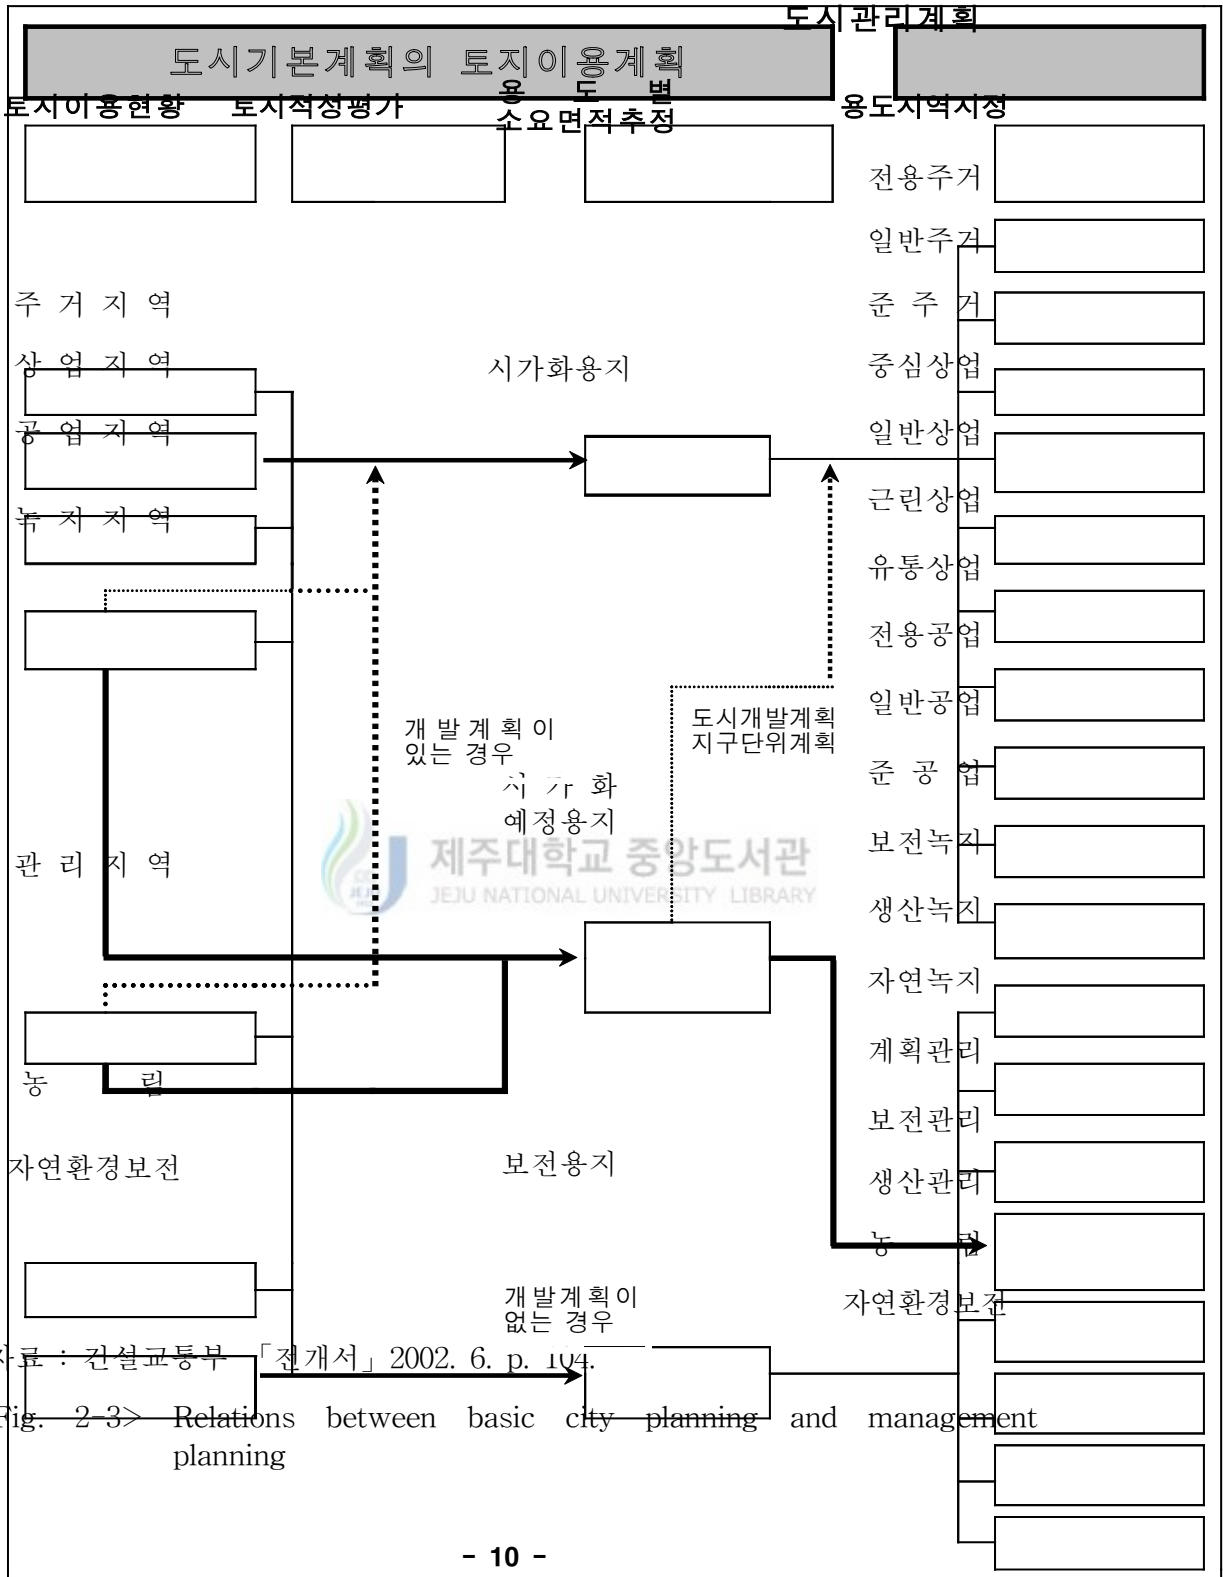 도시관리계획
도시기본계획의 토지이용계획
토지이용현황 토지적성평가 용 도 별 용도지역지정
소요면적추정
전용주거
일반주거
주 거 지 역 준 주 거
상 업 지 역 시가화용지 중심상업
공 업 지 역 일반상업
근린상업
녹 지 지 역
유통상업
전용공업
일반공업
개 발 계 획 이 도시개발계획
있는 경우 지구단위계획
시 가 화 준 공 업
예정용지
보전녹지
관 리 지 역
제주대학교 중앙도서관
JEJU NATIONAL UNIVERSITY LIBRARY
생산녹지
자연녹지
계획관리
농 림
보전관리
자연환경보전 보전용지
생산관리
농 림
개발계획이 자연환경보전
없는 경우
자료 : 건설교통부 「전개서」2002. 6. p. 104.
Fig. 2-3> Relations between basic city planning and management
planning
- 10 -